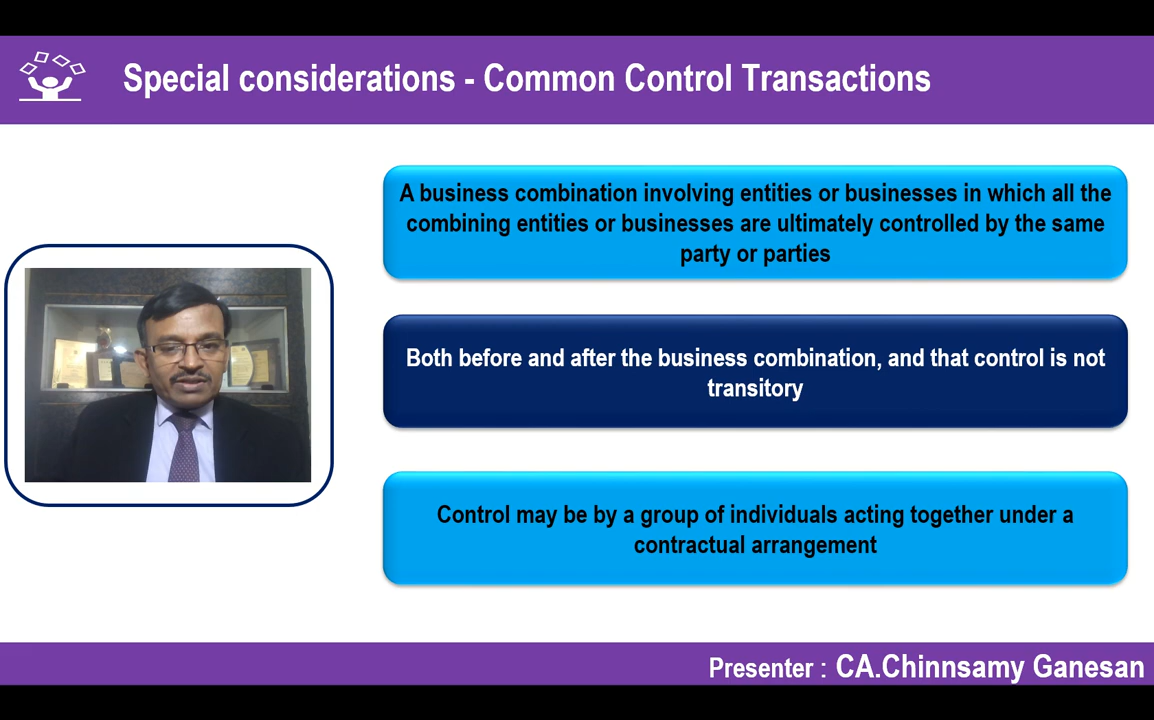 Special considerations - Common Control Transactions
A business combination involving entities or businesses in which all the
combining entities or businesses are ultimately controlled by the same
party or parties
Both before and after the business combination, and that control is not
transitory
Control may be by a group of individuals acting together under a
contractual arrangement
Presenter : CA.Chinnsamy Ganesan